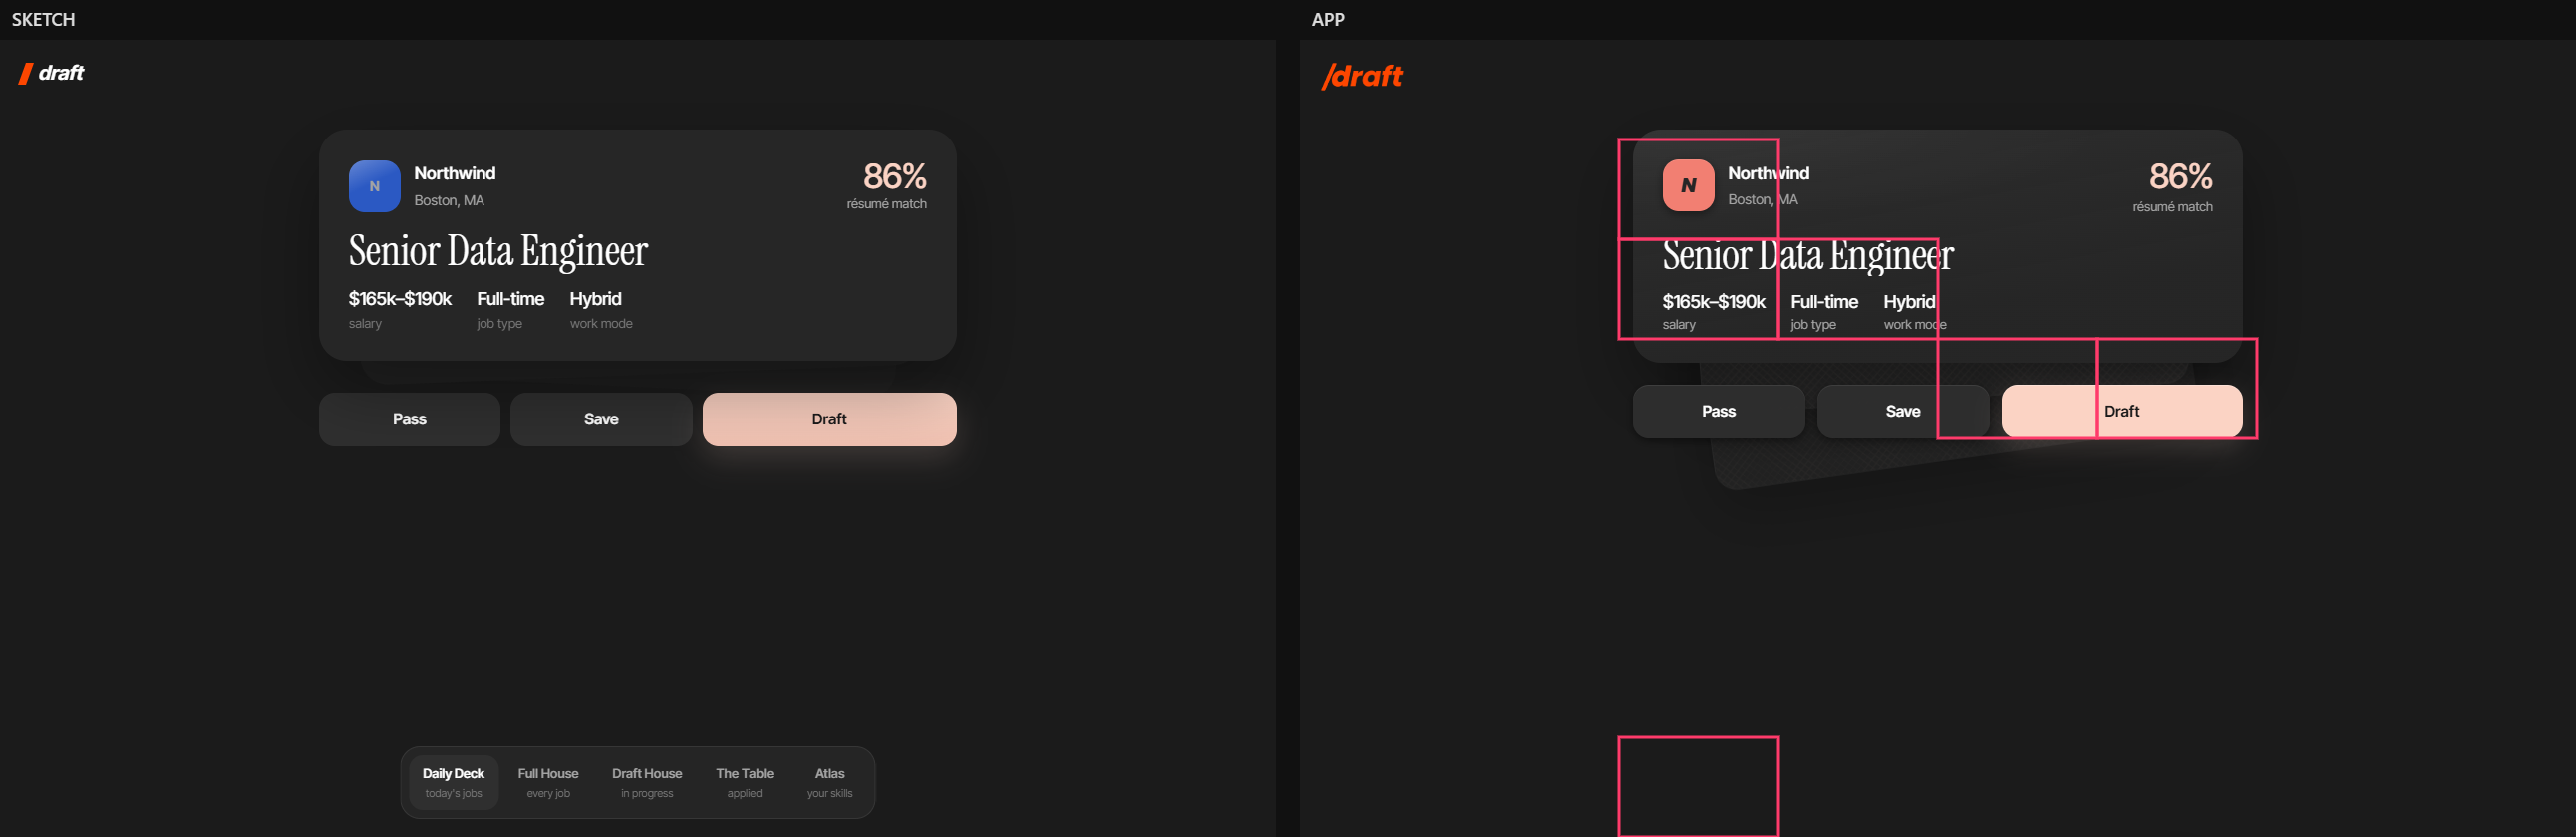 SKETCH
draft
N
Northwind
Boston, MA
86%
résumé match
Senior Data Engineer
$165k–$190k Full-time Hybrid
salary job type work mode
Pass Save Draft
Daily Deck Full House Draft House The Table Atlas
today's jobs every job in progress applied your skills
APP
/draft
N
Northwind
Boston, MA
86%
résumé match
Senior Data Engineer
$165k–$190k Full-time Hybrid
salary job type work mode
Pass Save Draft